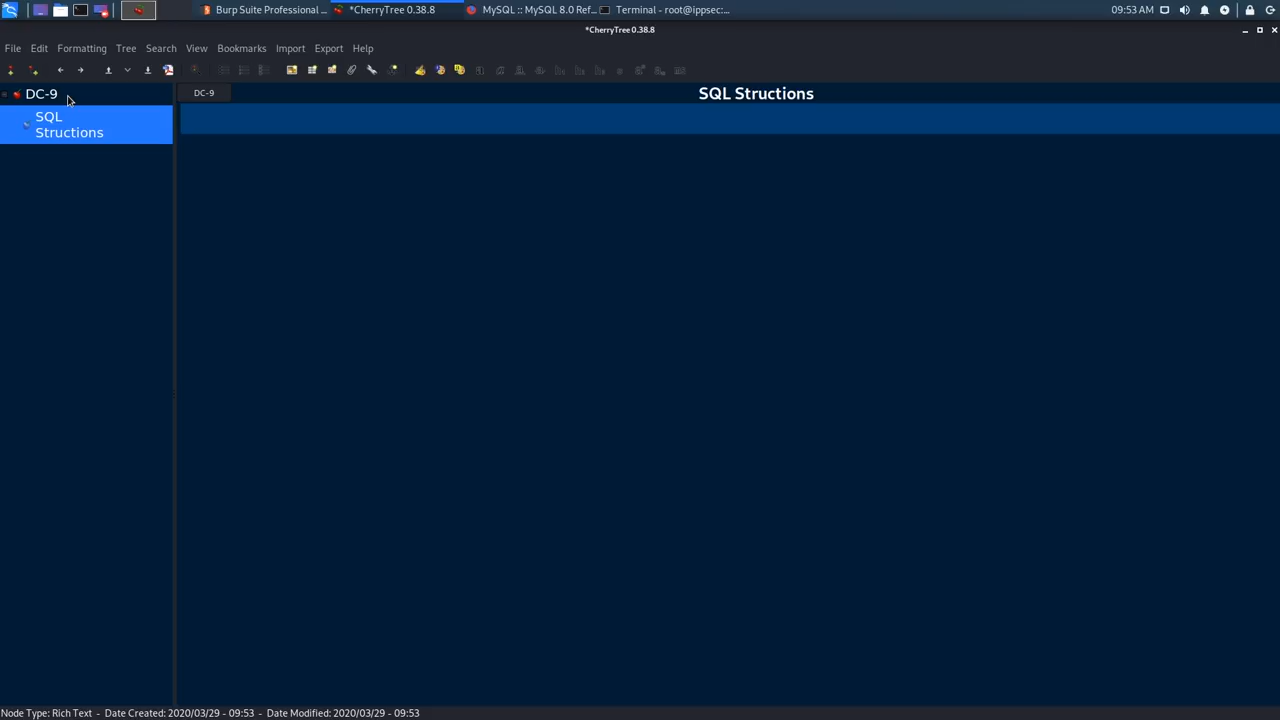 Burp Suite Professional ...
*CherryTree 0.38.8
MySQL :: MySQL 8.0 Ref...
Terminal - root@ippsec:...
09:53 AM
*CherryTree 0.38.8
File Edit Formatting Tree Search View Bookmarks Import Export Help
DC-9
SQL
Structions
DC-9
SQL Structions
Node Type: Rich Text - Date Created: 2020/03/29 - 09:53 - Date Modified: 2020/03/29 - 09:53